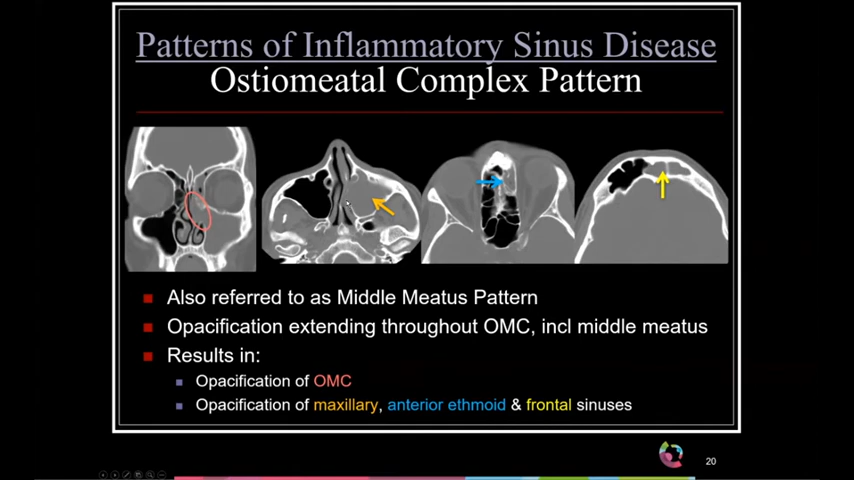 Patterns of Inflammatory Sinus Disease
Ostiomeatal Complex Pattern
Also referred to as Middle Meatus Pattern
Opacification extending throughout OMC, incl middle meatus
Results in:
Opacification of OMC
Opacification of maxillary, anterior ethmoid & frontal sinuses
20